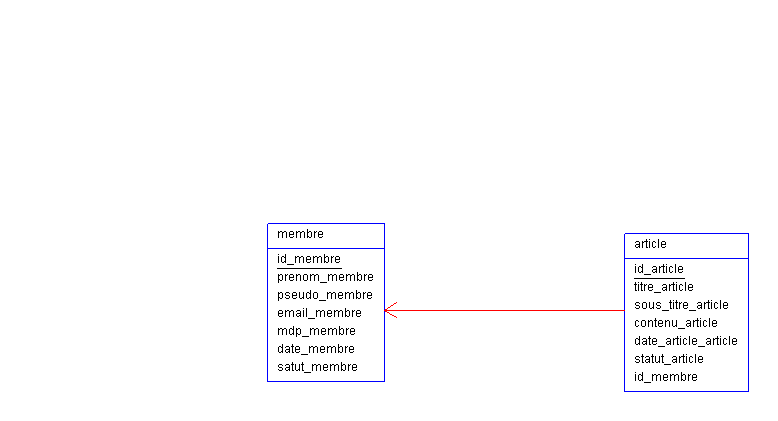 membre
id_membre
prenom_membre
pseudo_membre
email_membre
mdp_membre
date_membre
satut_membre
article
id_article
titre_article
sous_titre_article
contenu_article
date_article_article
statut_article
id_membre